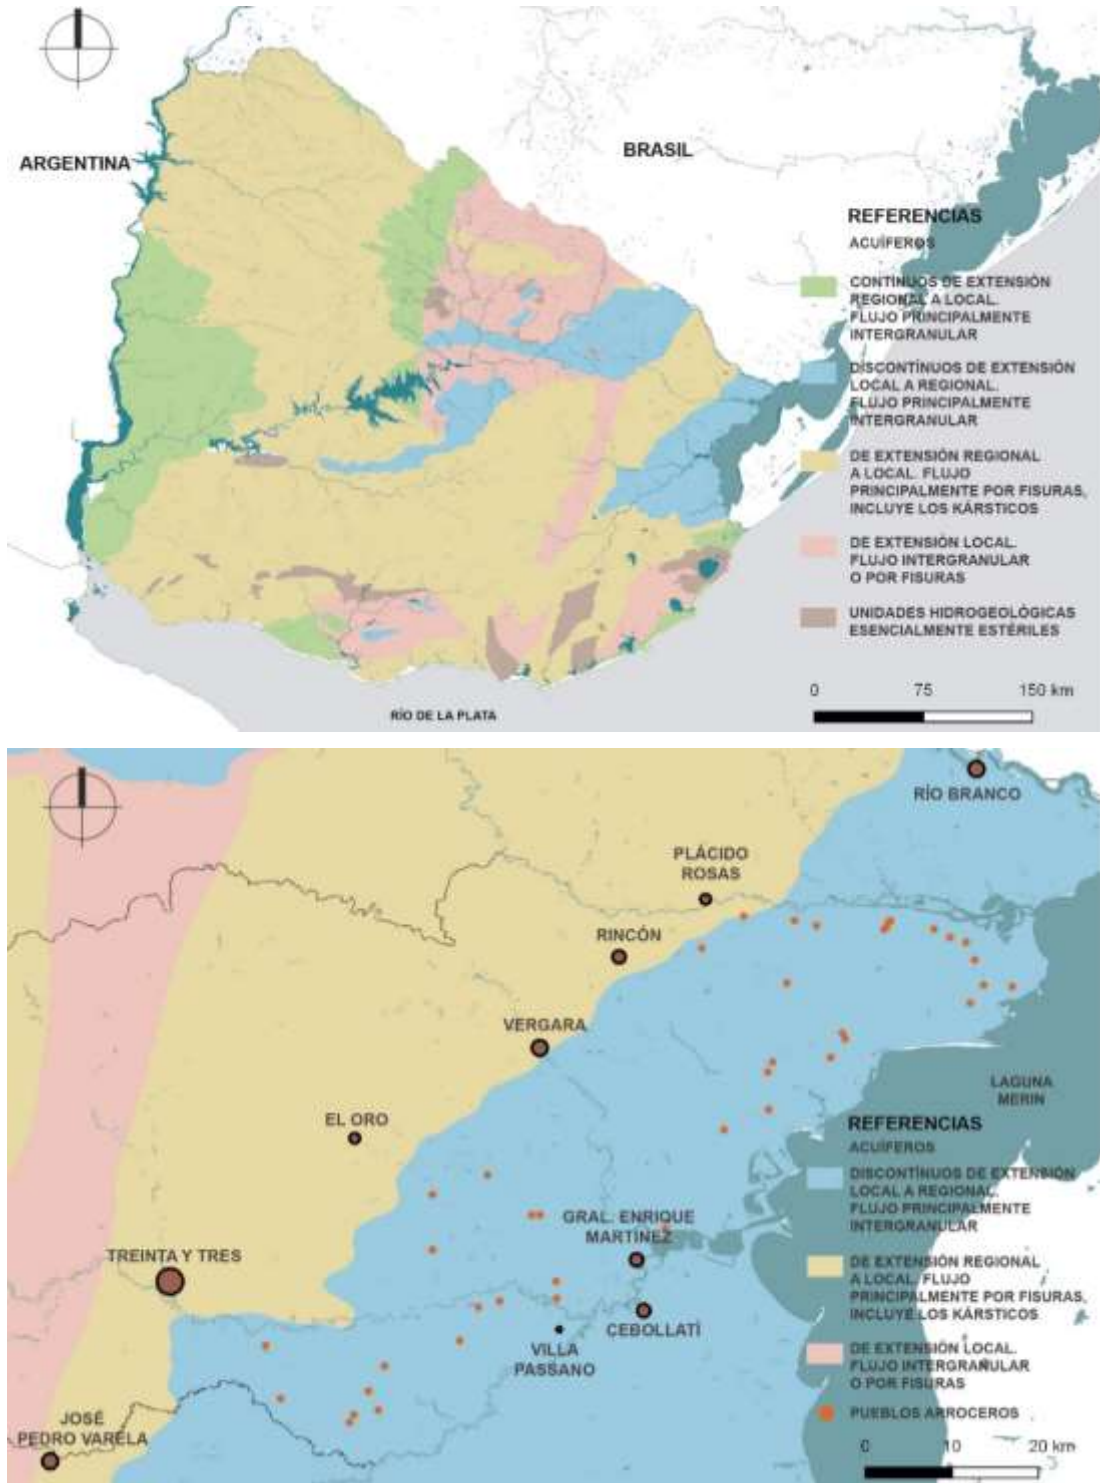 ARGENTINA
BRASIL
REFERENCIAS
ACUÍFEROS
CONTÍNUOS DE EXTENSIÓN
REGIONAL A LOCAL.
FLUJO PRINCIPALMENTE
INTERGRANULAR
DISCONTÍNUOS DE EXTENSIÓN
LOCAL A REGIONAL.
FLUJO PRINCIPALMENTE
INTERGRANULAR
DE EXTENSIÓN REGIONAL
A LOCAL. FLUJO
PRINCIPALMENTE POR FISURAS,
INCLUYE LOS KÁRSTICOS
DE EXTENSIÓN LOCAL.
FLUJO INTERGRANULAR
O POR FISURAS
UNIDADES HIDROGEOLÓGICAS
ESENCIALMENTE ESTÉRILES
0 75 150 km
RÍO DE LA PLATA
RÍO BRANCO
PLÁCIDO
ROSAS
RINCÓN
VERGARA
LAGUNA
MERIN
EL ORO
REFERENCIAS
ACUÍFEROS
DISCONTÍNUOS DE EXTENSIÓN
LOCAL A REGIONAL.
FLUJO PRINCIPALMENTE
INTERGRANULAR
GRAL. ENRIQUE
MARTÍNEZ
TREINTA Y TRES
DE EXTENSIÓN REGIONAL
A LOCAL. FLUJO
PRINCIPALMENTE POR FISURAS,
INCLUYE LOS KÁRSTICOS
CEBOLLATÍ
VILLA
PASSANO
DE EXTENSIÓN LOCAL.
FLUJO INTERGRANULAR
O POR FISURAS
PUEBLOS ARROCEROS
JOSÉ
PEDRO VARELA
0 10 20 km